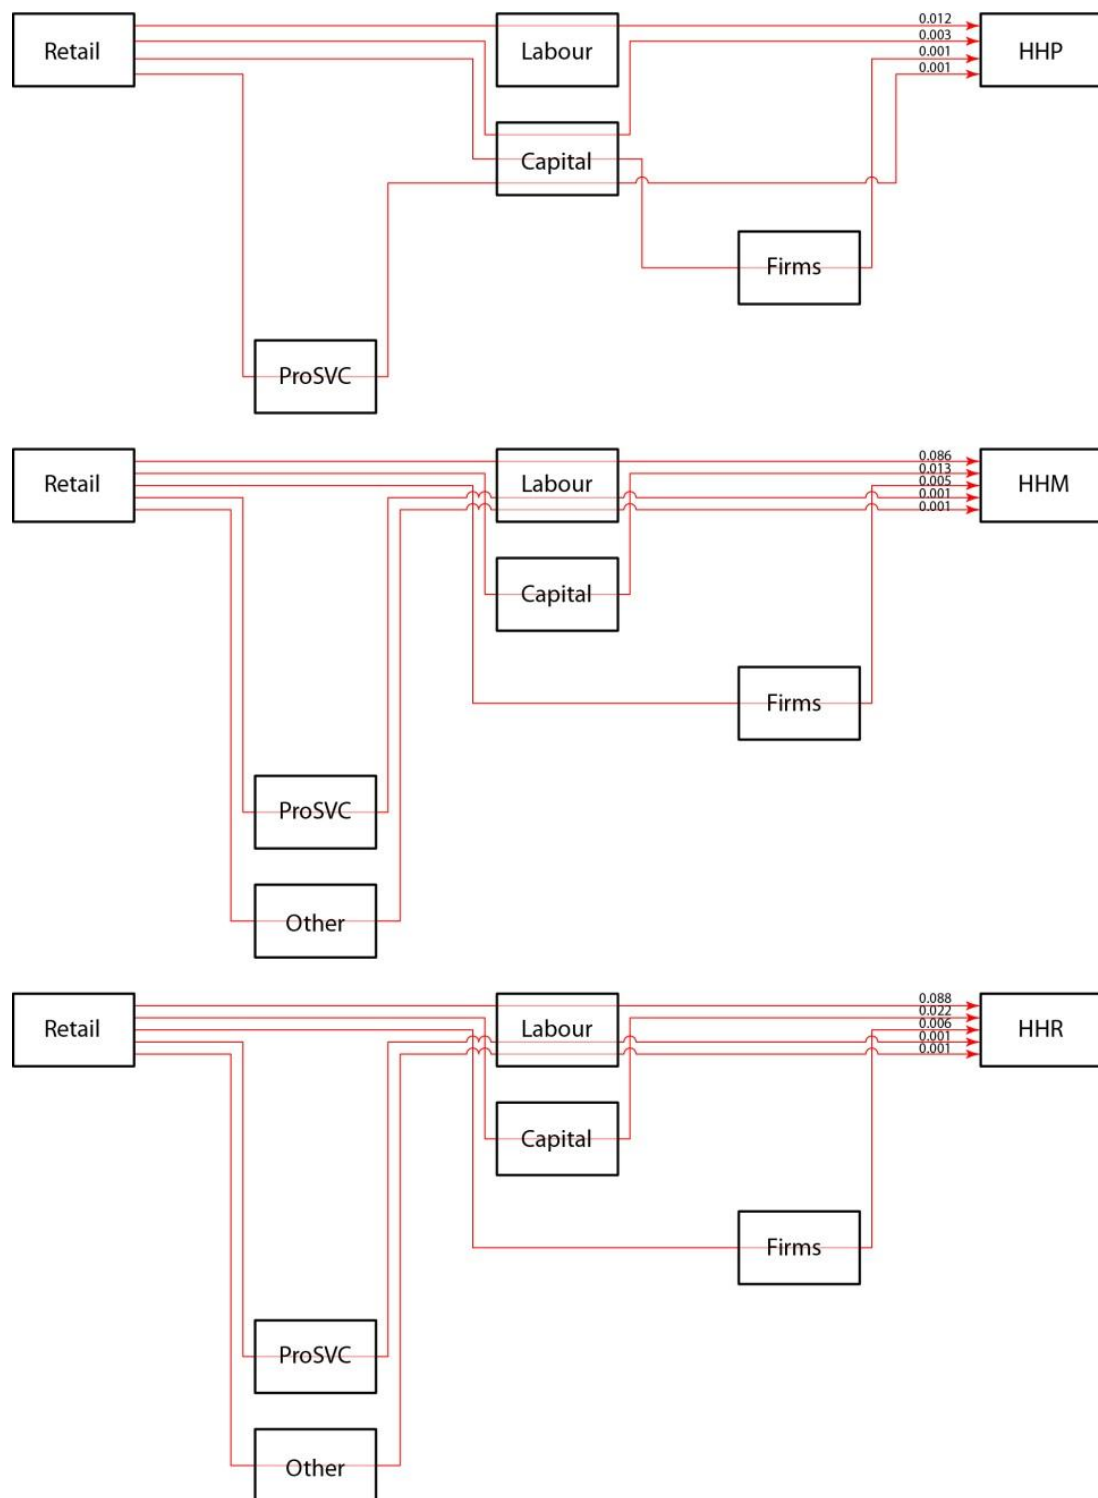 Retail
Labour
0.012
0.003
0.001
0.001
HHP
Capital
Firms
ProSVC
Retail
Labour
0.086
0.013
0.005
0.001
0.001
HHM
Capital
Firms
ProSVC
Other
Retail
Labour
0.088
0.022
0.006
0.001
0.001
HHR
Capital
Firms
ProSVC
Other